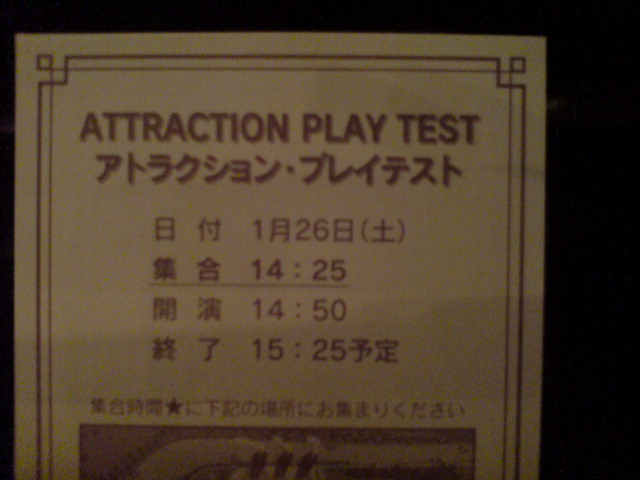 ATTRACTION PLAY TEST
アトラクション・プレイテスト
日 付 1月26日(土)
集 合 14:25
開 演 14:50
終 了 15:25予定
集合時間★に下記の場所にお集まりください